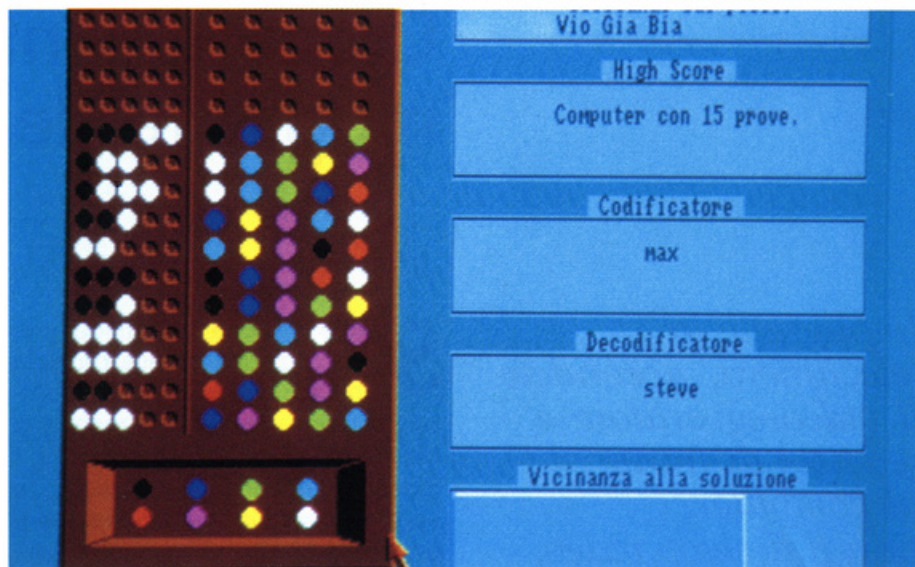 Vio Gia Bia
High Score
Computer con 15 prove.
Codificatore
max
Decodificatore
steve
Vicinanza alla soluzione